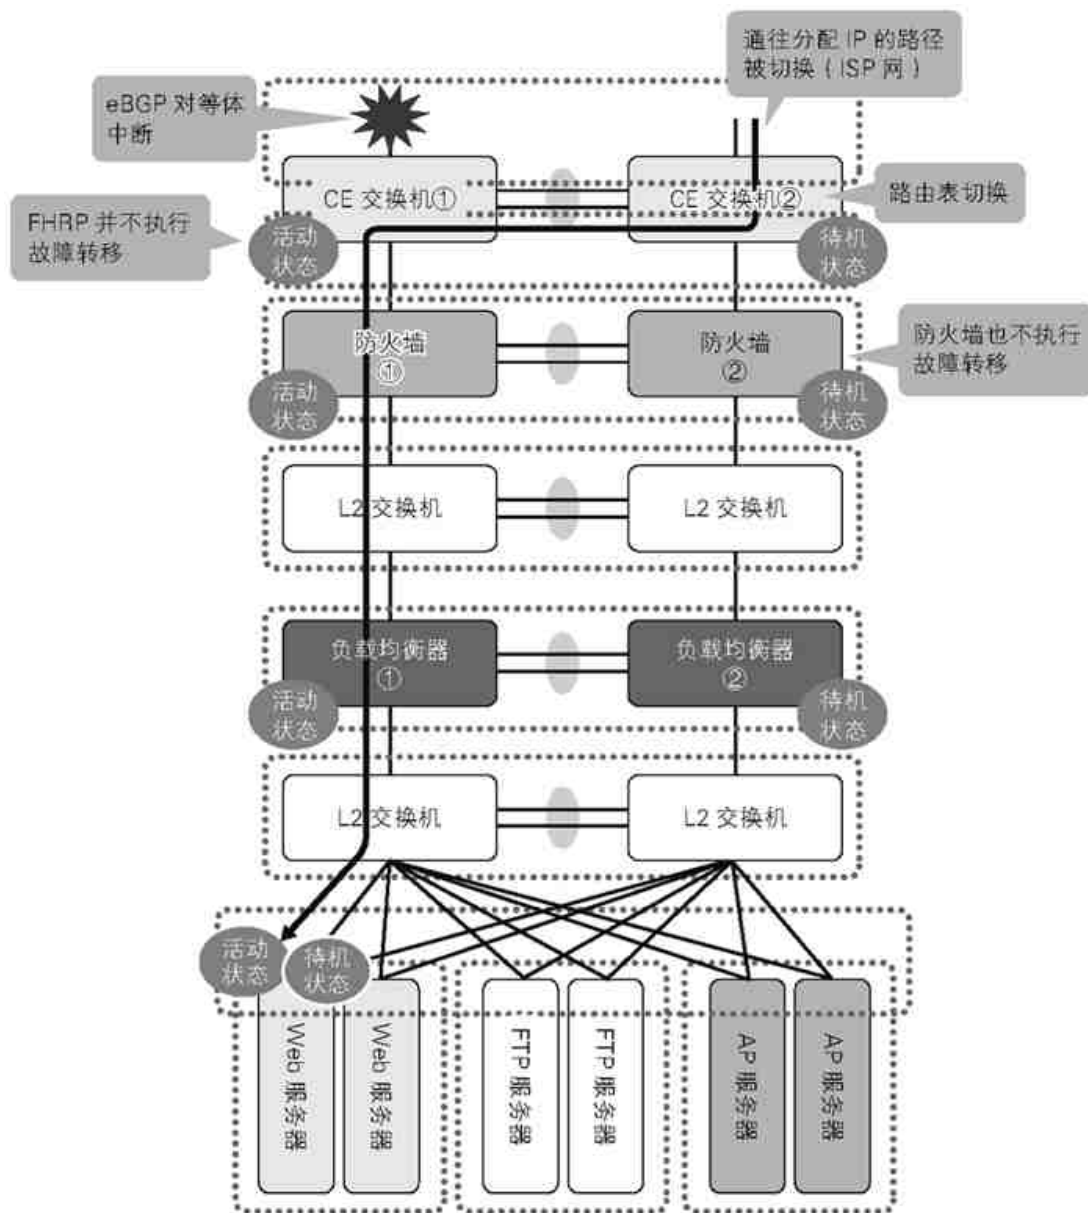 通往分配 IP 的路径
被切换（ISP 网）
eBGP 对等体
中断
CE 交换机①
CE 交换机②
路由表切换
FHRP 并不执行
故障转移
活动
状态
待机
状态
防火墙
①
防火墙
②
防火墙也不执行
故障转移
活动
状态
待机
状态
L2 交换机
L2 交换机
负载均衡器
①
负载均衡器
②
活动
状态
待机
状态
L2 交换机
L2 交换机
活动
状态
待机
状态
Web 服务器
Web 服务器
FTP 服务器
FTP 服务器
AP 服务器
AP 服务器